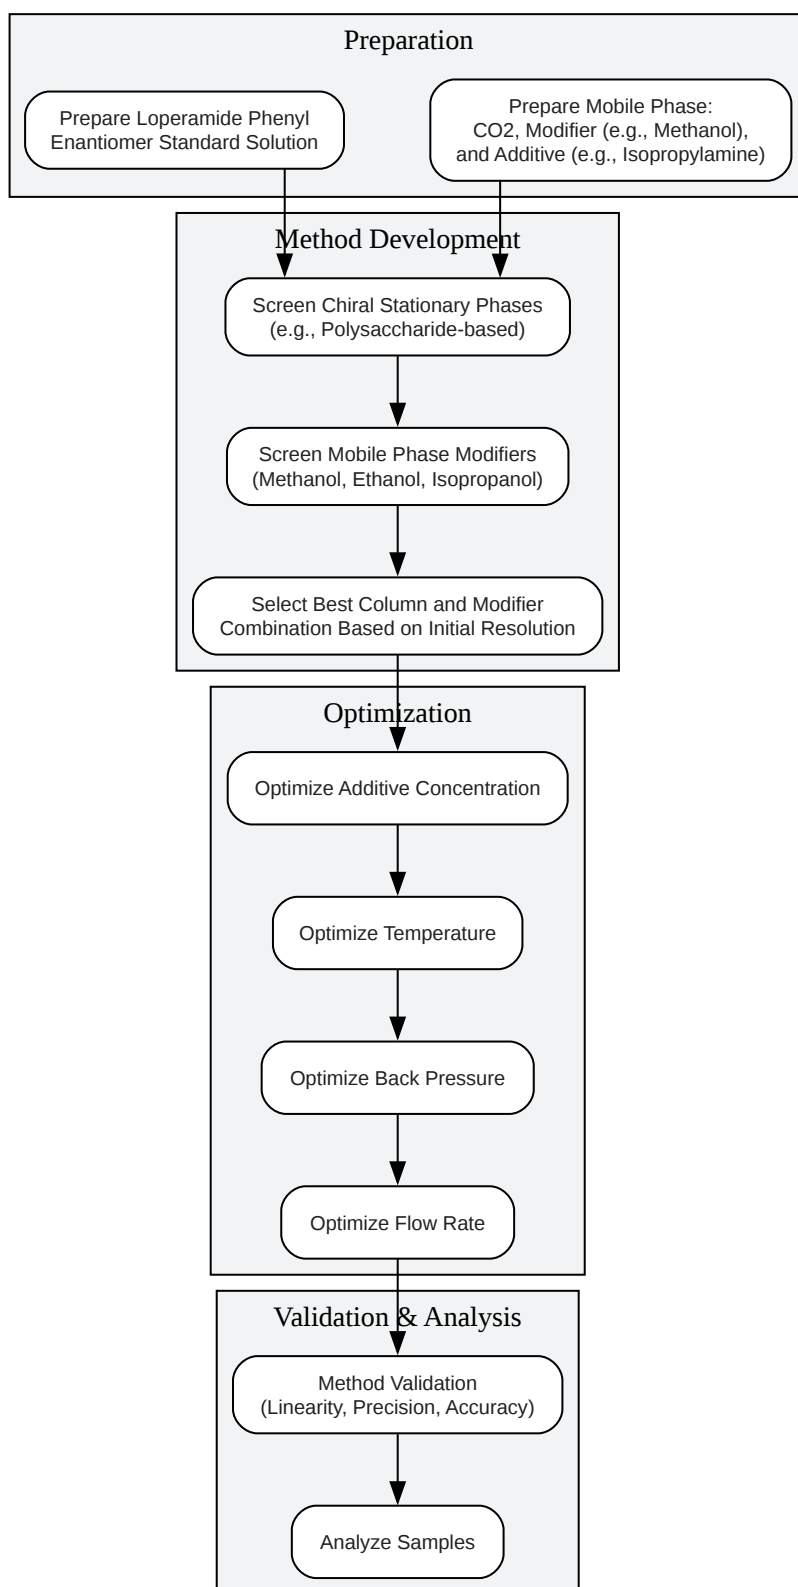 Preparation
Prepare Loperamide Phenyl
Enantiomer Standard Solution
Prepare Mobile Phase:
CO2, Modifier (e.g., Methanol),
and Additive (e.g., Isopropylamine)
Method Development
Screen Chiral Stationary Phases
(e.g., Polysaccharide-based)
Screen Mobile Phase Modifiers
(Methanol, Ethanol, Isopropanol)
Select Best Column and Modifier
Combination Based on Initial Resolution
Optimization
Optimize Additive Concentration
Optimize Temperature
Optimize Back Pressure
Optimize Flow Rate
Validation & Analysis
Method Validation
(Linearity, Precision, Accuracy)
Analyze Samples